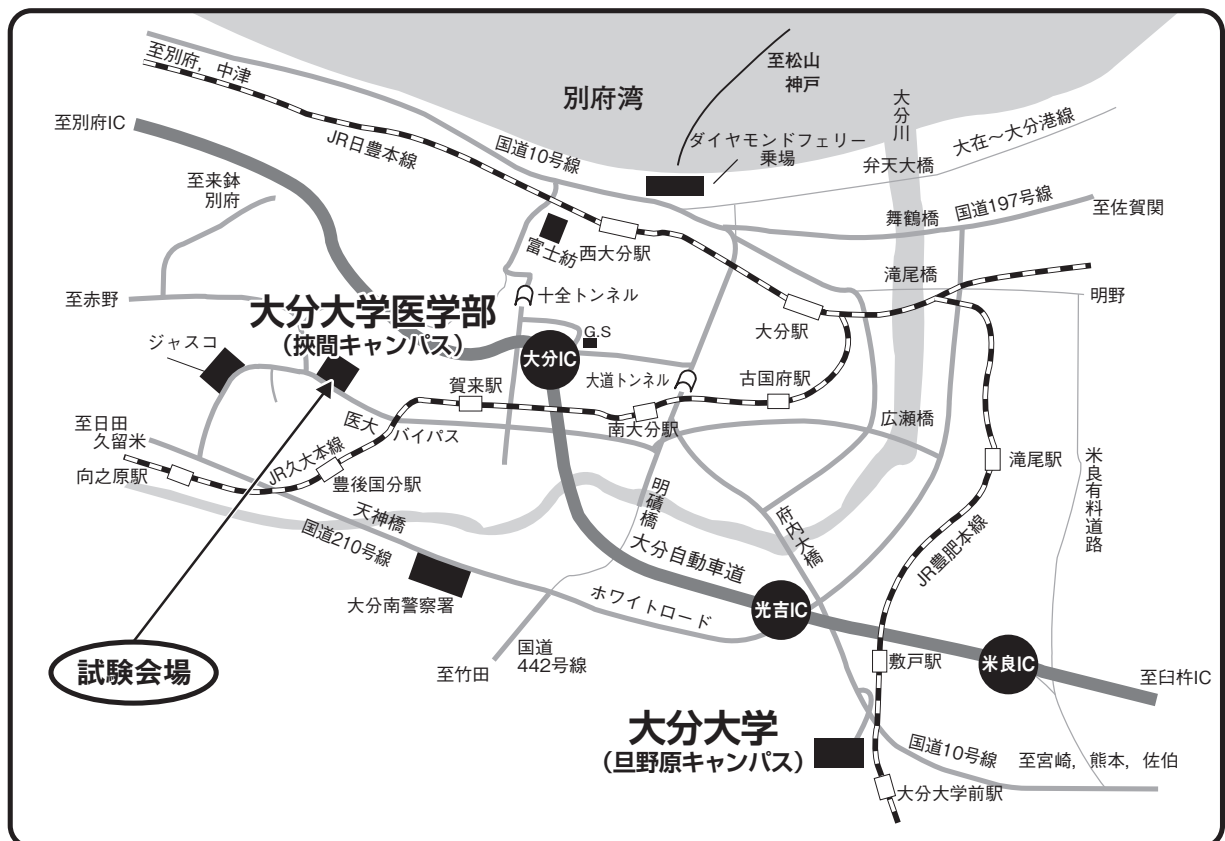 至別府，中津
至松山
神戸
別府湾
大分川
至別府IC
JR日豊本線
国道10号線
ダイヤモンドフェリー
乗場
弁天大橋
大在～大分港線
至来鉢
別府
舞鶴橋
国道197号線
至佐賀関
富士紡
西大分駅
滝尾橋
至赤野
十全トンネル
明野
大分大学医学部
（挾間キャンパス）
大分駅
G.S
ジャスコ
大分IC
大道トンネル
賀来駅
古国府駅
至日田
久留米
医大
バイパス
南大分駅
広瀬橋
向之原駅
JR久大本線
豊後国分駅
滝尾駅
米良有料道路
天神橋
明磧橋
府内大橋
国道210号線
大分自動車道
JR豊肥本線
大分南警察署
ホワイトロード
光吉IC
試験会場
至竹田
国道
442号線
敷戸駅
米良IC
至臼杵IC
大分大学
（旦野原キャンパス）
国道10号線
至宮崎，熊本，佐伯
大分大学前駅